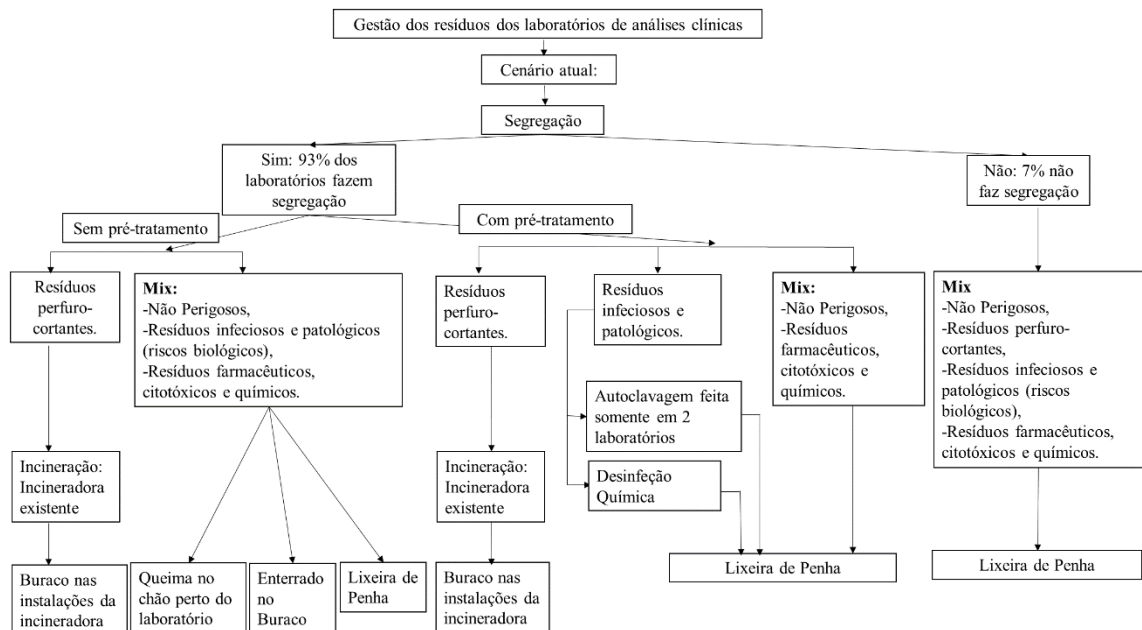 Gestão dos resíduos dos laboratórios de análises clínicas
Cenário atual:
Segregação
Sim: 93% dos
laboratórios fazem
segregação
Não: 7% não
faz segregação
Sem pré-tratamento
Com pré-tratamento
Resíduos
perfuro-
cortantes.
Mix:
-Não Perigosos,
-Resíduos infeciosos e patológicos
(riscos biológicos),
-Resíduos farmacêuticos,
citotóxicos e químicos.
Resíduos
perfuro-
cortantes.
Resíduos
infeciosos e
patológicos.
Mix:
-Não Perigosos,
-Resíduos
farmacêuticos,
citotóxicos e
químicos.
Mix
-Não Perigosos,
-Resíduos perfuro-
cortantes,
-Resíduos infeciosos e
patológicos (riscos
biológicos),
-Resíduos farmacêuticos,
citotóxicos e químicos.
Autoclavagem feita
somente em 2
laboratórios
Desinfeção
Química
Incineração:
Incineradora
existente
Incineração:
Incineradora
existente
Buraco nas
instalações da
incineradora
Queima no
chão perto do
laboratório
Enterrado
no
Buraco
Lixeira de
Penha
Buraco nas
instalações da
incineradora
Lixeira de Penha
Lixeira de Penha